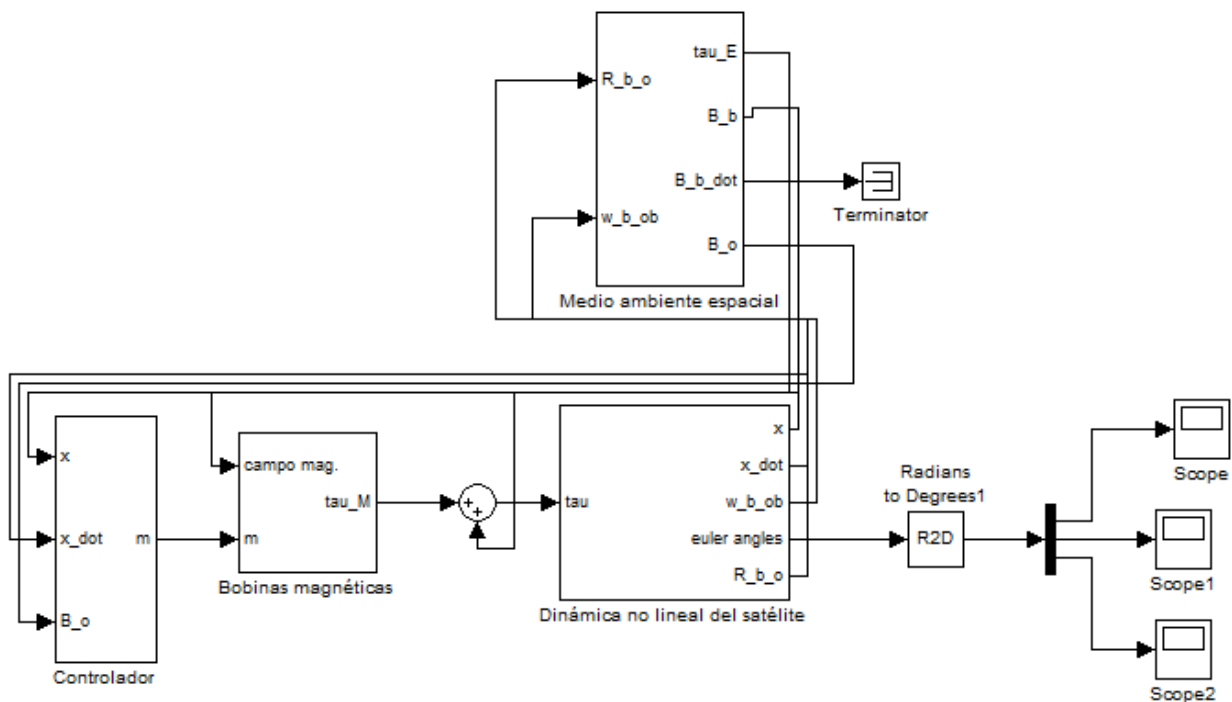 tau_E
R_b_o
B_b
B_b_dot
Terminator
w_b_ob
B_o
Medio ambiente espacial
x
x_dot
m
B_o
Controlador
campo mag.
tau_M
m
Bobinas magnéticas
+
+
tau
x
x_dot
w_b_ob
euler angles
R_b_o
Dinámica no lineal del satélite
Radians
to Degrees1
R2D
Scope
Scope1
Scope2